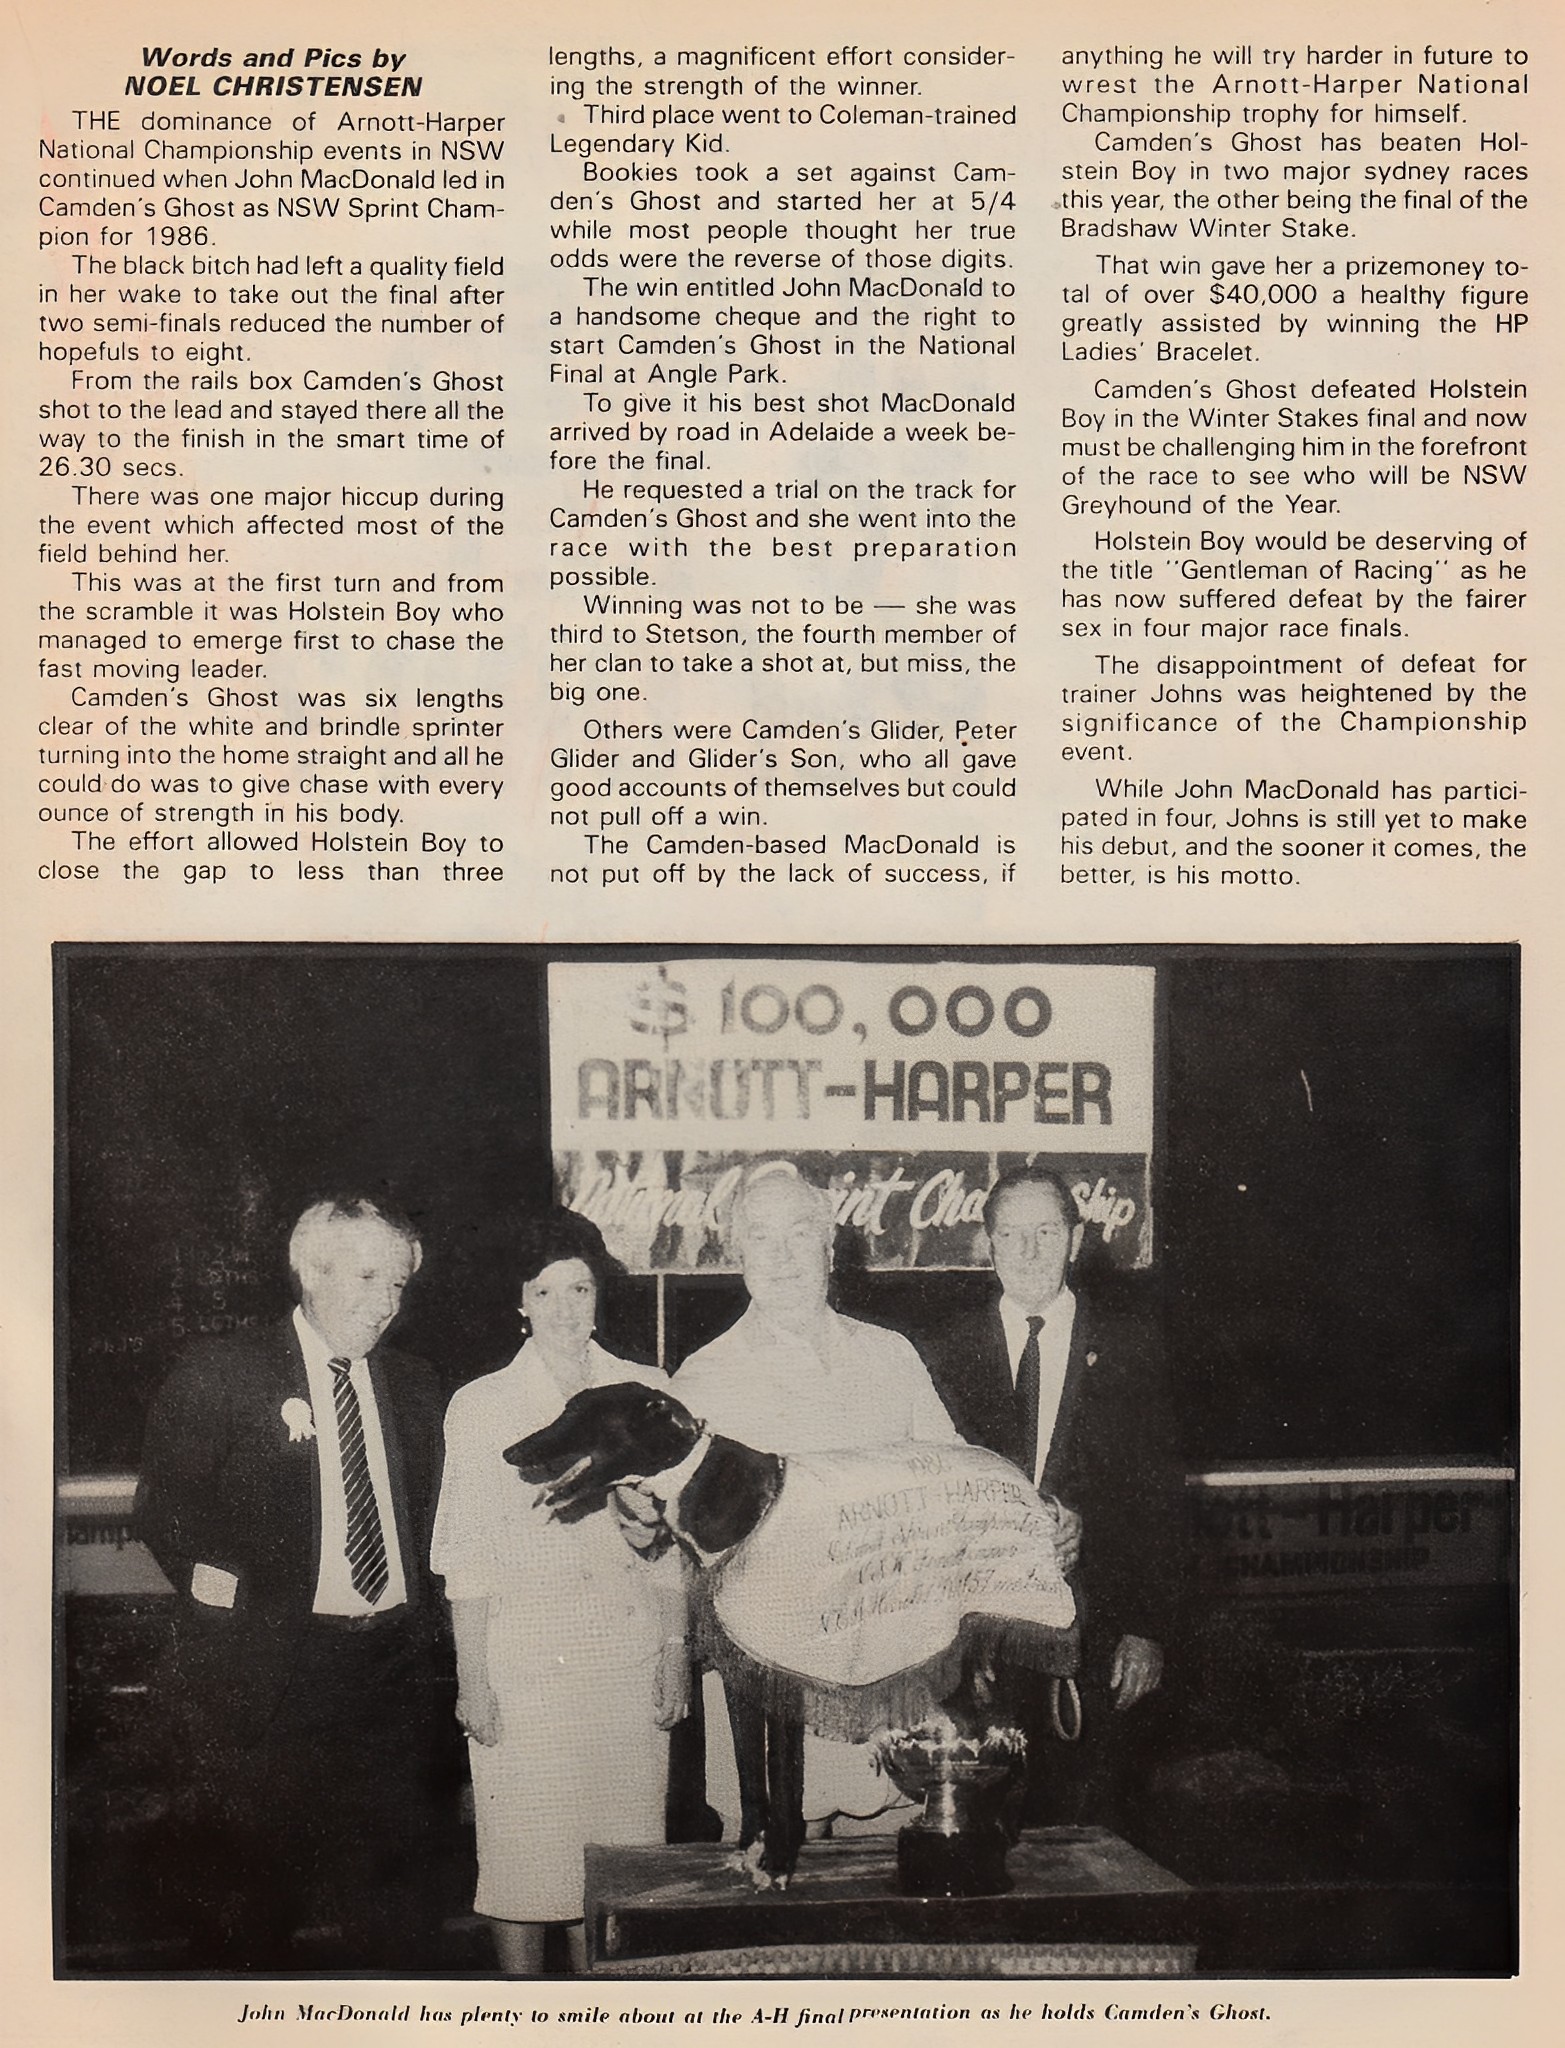 Words and Pics by
NOEL CHRISTENSEN
THE dominance of Arnott-Harper
National Championship events in NSW
continued when John MacDonald led in
Camden's Ghost as NSW Sprint Cham-
pion for 1986.
The black bitch had left a quality field
in her wake to take out the final after
two semi-finals reduced the number of
hopefuls to eight.
From the rails box Camden's Ghost
shot to the lead and stayed there all the
way to the finish in the smart time of
26.30 secs.
There was one major hiccup during
the event which affected most of the
field behind her.
This was at the first turn and from
the scramble it was Holstein Boy who
managed to emerge first to chase the
fast moving leader.
Camden's Ghost was six lengths
clear of the white and brindle sprinter
turning into the home straight and all he
could do was to give chase with every
ounce of strength in his body.
The effort allowed Holstein Boy to
close the gap to less than three
lengths, a magnificent effort consider-
ing the strength of the winner.
Third place went to Coleman-trained
Legendary Kid.
Bookies took a set against Cam-
den's Ghost and started her at 5/4
while most people thought her true
odds were the reverse of those digits.
The win entitled John MacDonald to
a handsome cheque and the right to
start Camden's Ghost in the National
Final at Angle Park.
To give it his best shot MacDonald
arrived by road in Adelaide a week be-
fore the final.
He requested a trial on the track for
Camden's Ghost and she went into the
race with the best preparation
possible.
Winning was not to be — she was
third to Stetson, the fourth member of
her clan to take a shot at, but miss, the
big one.
Others were Camden's Glider, Peter
Glider and Glider's Son, who all gave
good accounts of themselves but could
not pull off a win.
The Camden-based MacDonald is
not put off by the lack of success, if
anything he will try harder in future to
wrest the Arnott-Harper National
Championship trophy for himself.
Camden's Ghost has beaten Hol-
stein Boy in two major sydney races
this year, the other being the final of the
Bradshaw Winter Stake.
That win gave her a prizemoney to-
tal of over $40,000 a healthy figure
greatly assisted by winning the HP
Ladies' Bracelet.
Camden's Ghost defeated Holstein
Boy in the Winter Stakes final and now
must be challenging him in the forefront
of the race to see who will be NSW
Greyhound of the Year.
Holstein Boy would be deserving of
the title ''Gentleman of Racing'' as he
has now suffered defeat by the fairer
sex in four major race finals.
The disappointment of defeat for
trainer Johns was heightened by the
significance of the Championship
event.
While John MacDonald has partici-
pated in four, Johns is still yet to make
his debut, and the sooner it comes, the
better, is his motto.
$100,000
ARNOTT-HARPER
National Sprint Championship
1986
ARNOTT-HARPER
ott-Harper
CHAMPIONSHIP
John MacDonald has plenty to smile about at the A-H final presentation as he holds Camden's Ghost.